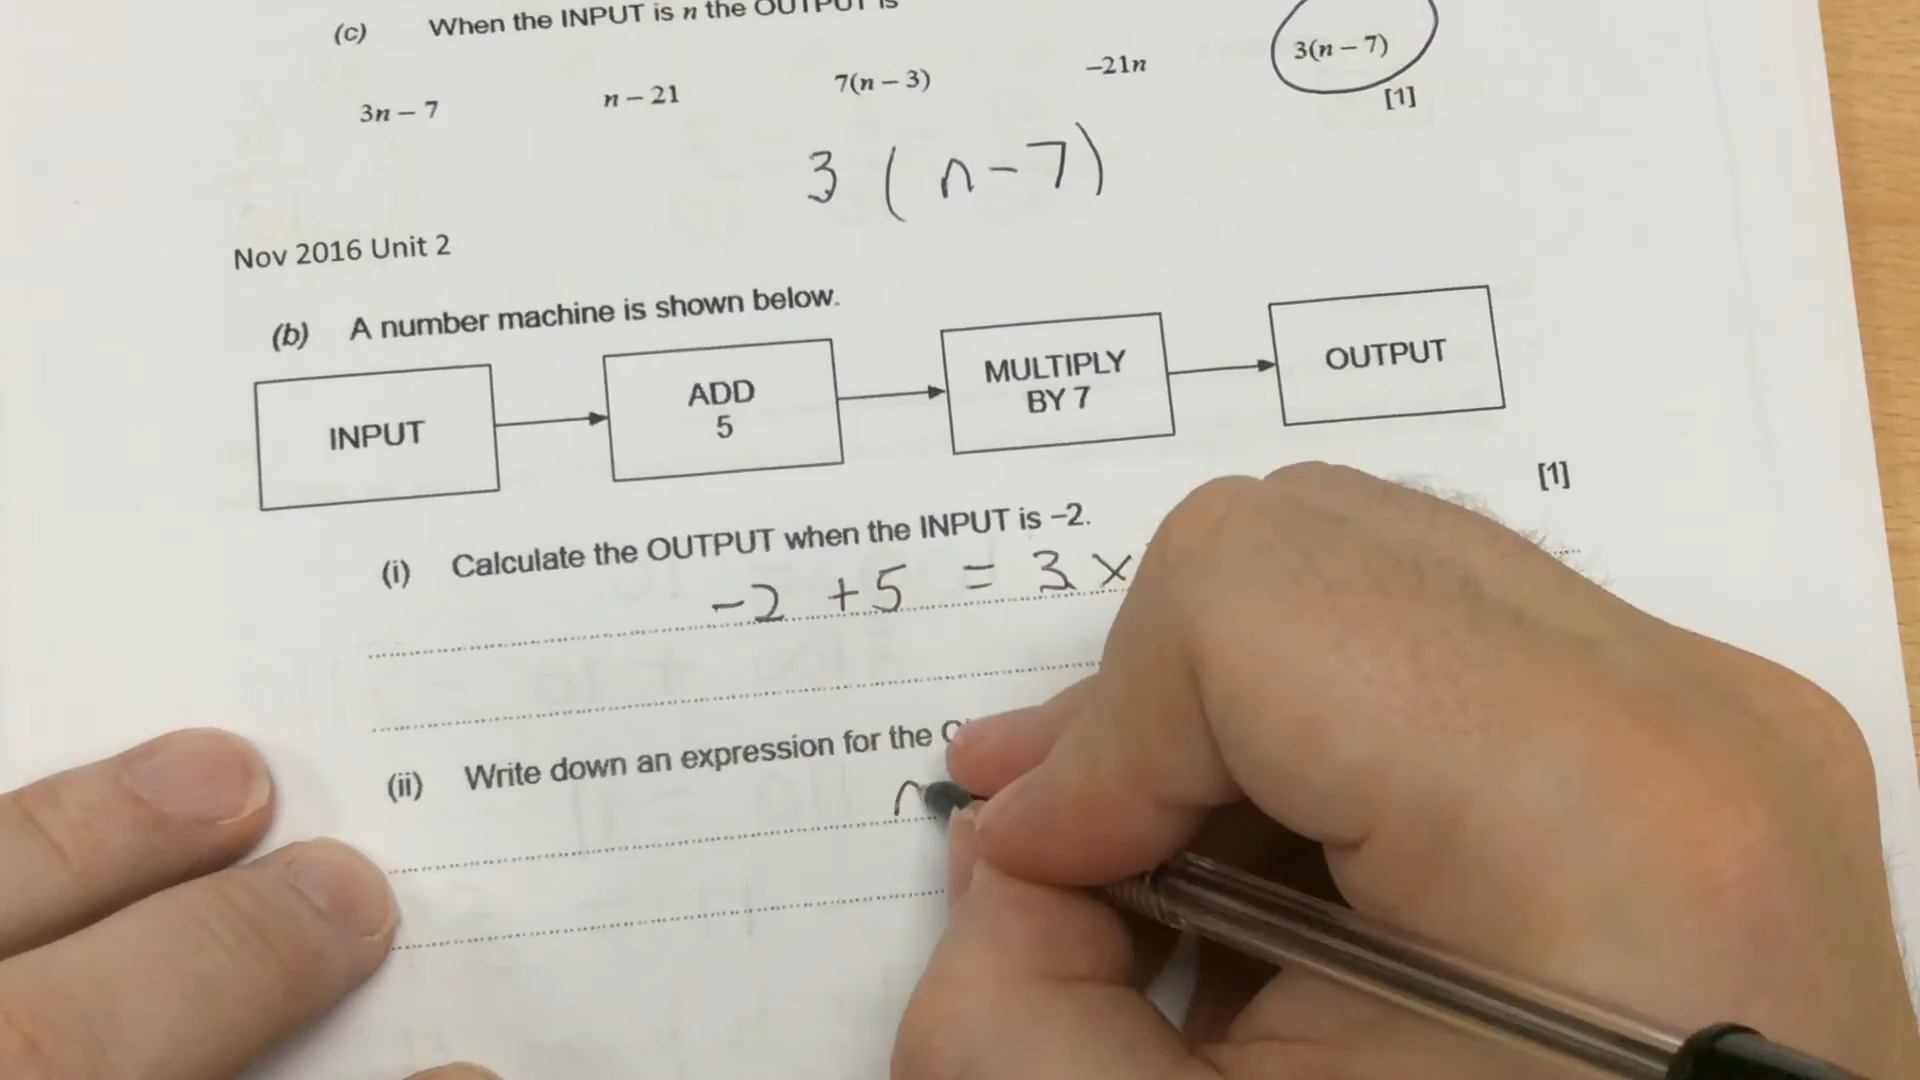 (c) When the INPUT is n the OUTPUT is
3n – 7 n – 21 7(n – 3) –21n 3(n – 7)
[1]
3 ( n - 7 )
Nov 2016 Unit 2
(b) A number machine is shown below.
INPUT
ADD
5
MULTIPLY
BY 7
OUTPUT
[1]
(i) Calculate the OUTPUT when the INPUT is –2.
-2 +5 = 3 ×
(ii) Write down an expression for the
n